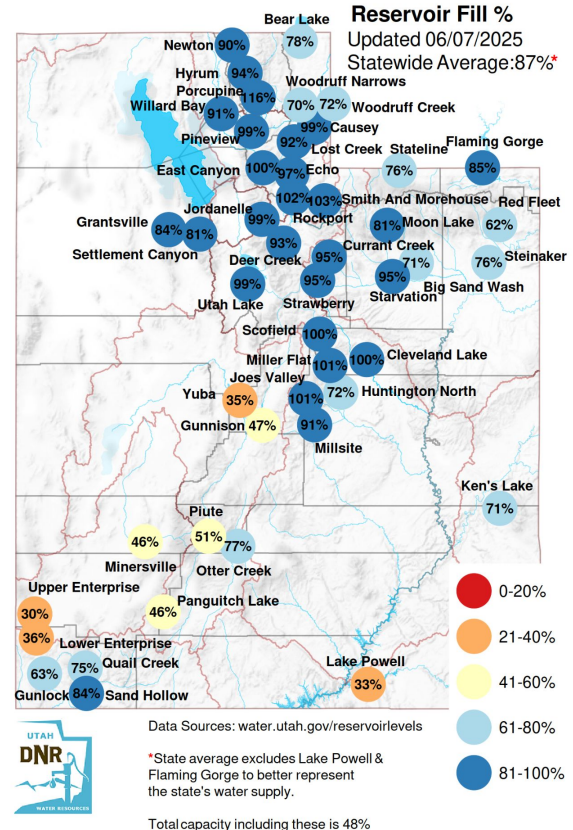 Reservoir Fill %
Updated 06/07/2025
Statewide Average:87%*
Bear Lake
78%
Newton
90%
Hyrum
94%
Porcupine
116%
Willard Bay
91%
Woodruff Narrows
70%
72%
Woodruff Creek
Pineview
99%
99%
Causey
92%
Lost Creek
Stateline
76%
Flaming Gorge
85%
East Canyon
100%
97%
Echo
102%
Rockport
103%
Smith And Morehouse
Red Fleet
62%
Jordanelle
99%
Grantsville
84%
81%
Settlement Canyon
81%
Moon Lake
93%
Deer Creek
Currant Creek
95%
71%
Big Sand Wash
76%
Steinaker
99%
Utah Lake
95%
Strawberry
95%
Starvation
Scofield
100%
Miller Flat
101%
100%
Cleveland Lake
Joes Valley
101%
72%
Huntington North
Yuba
35%
Gunnison
47%
91%
Millsite
Ken's Lake
71%
Piute
51%
77%
Otter Creek
46%
Minersville
46%
Panguitch Lake
Upper Enterprise
30%
36%
Lower Enterprise
63%
Gunlock
75%
Quail Creek
84%
Sand Hollow
Lake Powell
33%
0-20%
21-40%
41-60%
61-80%
81-100%
UTAH
DNR
WATER RESOURCES
Data Sources: water.utah.gov/reservoirlevels
*State average excludes Lake Powell &
Flaming Gorge to better represent
the state's water supply.
Total capacity including these is 48%